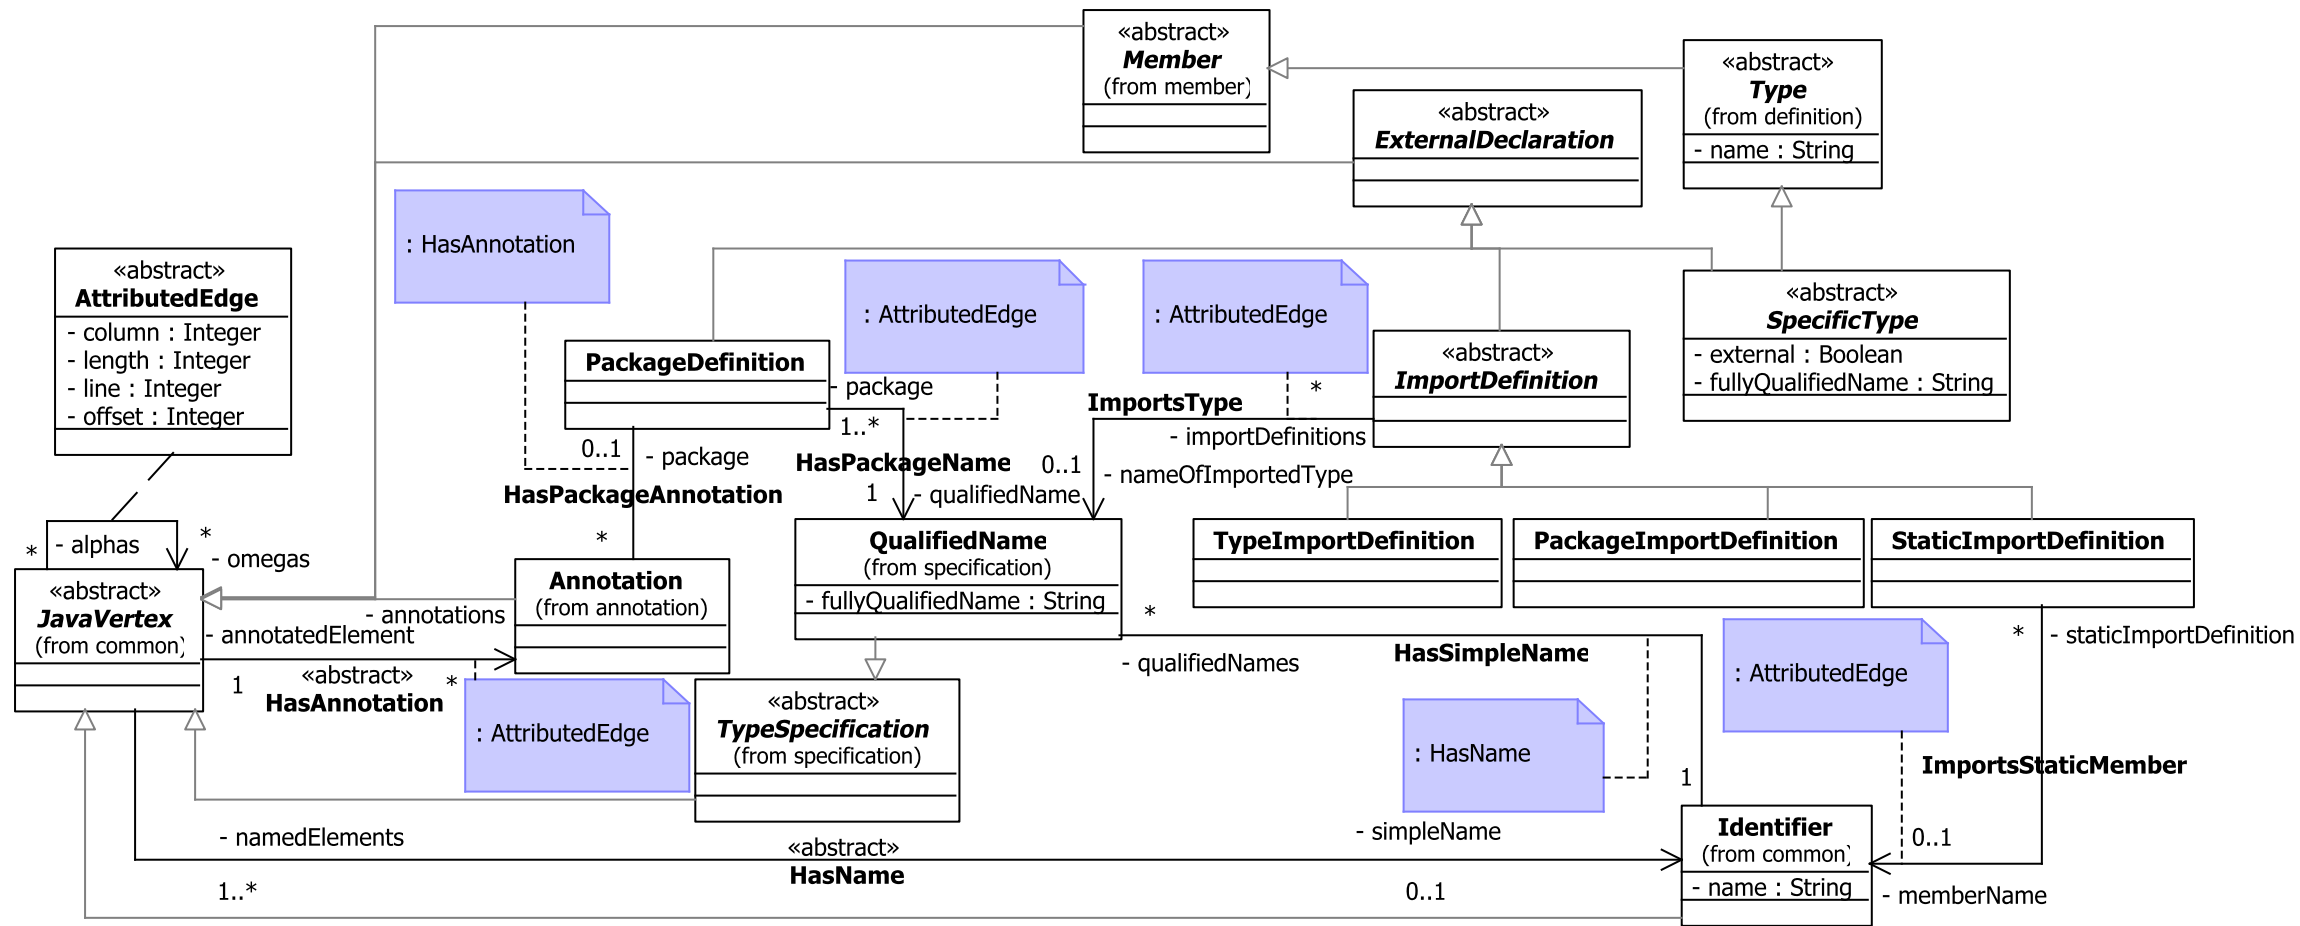 «abstract»
Member
(from member)
«abstract»
Type
(from definition)
- name : String
«abstract»
ExternalDeclaration
: HasAnnotation
«abstract»
AttributedEdge
- column : Integer
- length : Integer
- line : Integer
- offset : Integer
: AttributedEdge
: AttributedEdge
«abstract»
SpecificType
- external : Boolean
- fullyQualifiedName : String
PackageDefinition
- package
1..*
«abstract»
ImportDefinition
*
ImportsType
- importDefinitions
0..1
- package
HasPackageAnnotation
*
HasPackageName
1
- qualifiedName
0..1
- nameOfImportedType
*
- alphas
*
- omegas
«abstract»
JavaVertex
(from common)
Annotation
(from annotation)
QualifiedName
(from specification)
- fullyQualifiedName : String
TypeImportDefinition
PackageImportDefinition
StaticImportDefinition
- annotations
- annotatedElement
1
«abstract»
HasAnnotation
*
: AttributedEdge
*
- qualifiedNames
HasSimpleName
*
- staticImportDefinition
: AttributedEdge
«abstract»
TypeSpecification
(from specification)
: HasName
1
ImportsStaticMember
- namedElements
1..*
«abstract»
HasName
- simpleName
0..1
Identifier
(from common)
- name : String
0..1
- memberName